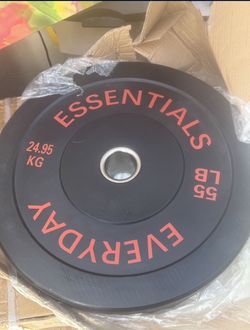 ESSENTIALS
24.95
KG
55
LB
EVERYDAY